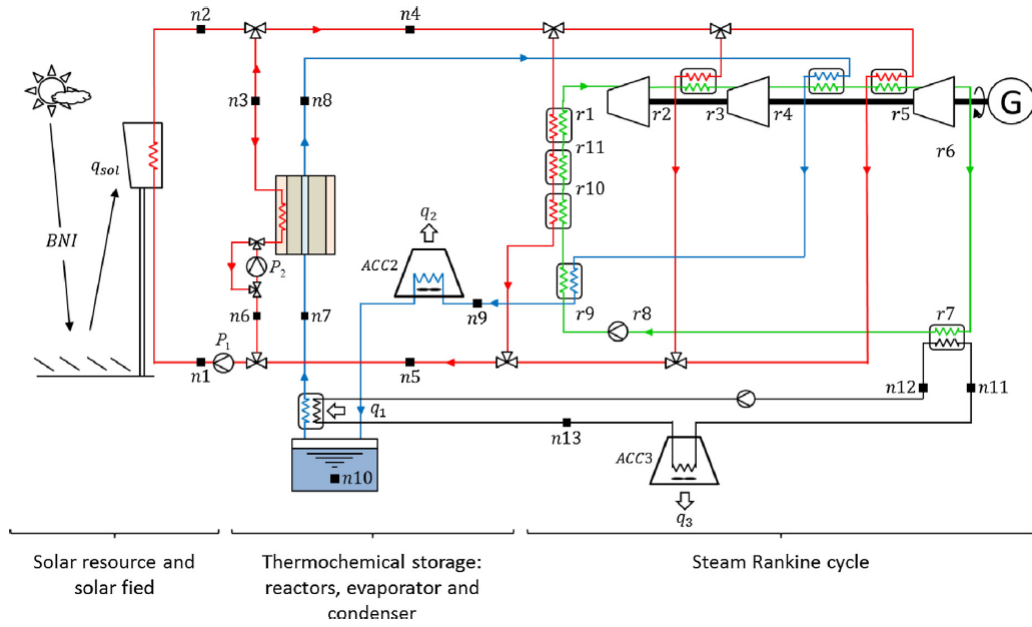 n2
n4
n3
n8
G
r1
r2
r3
r4
r5
r6
r11
r10
q_sol
BNI
q_2
ACC2
P_2
n6
n7
n9
r9
r8
r7
P_1
n1
n5
n12
n11
q_1
n13
n10
ACC3
q_3
Solar resource and
solar fied
Thermochemical storage:
reactors, evaporator and
condenser
Steam Rankine cycle